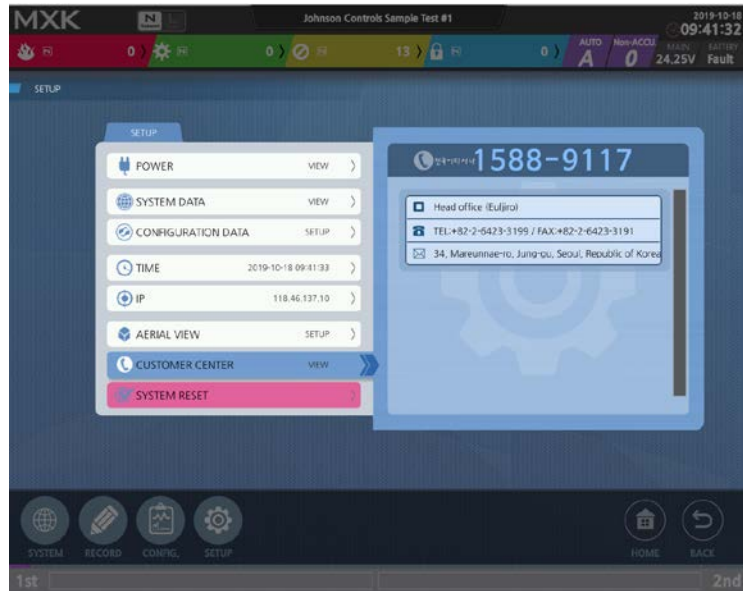 MXK
N L
Johnson Controls Sample Test #1
2019-10-18
09:41:32
0
0
13
0
AUTO
A
Non-ACCU
0
MAIN
24.25V
BATTERY
Fault
SETUP
SETUP
POWER VIEW
SYSTEM DATA VIEW
CONFIGURATION DATA SETUP
TIME 2019-10-18 09:41:33
IP 118.46.137.10
AERIAL VIEW SETUP
CUSTOMER CENTER VIEW
SYSTEM RESET
1588-9117
Head office (Euljiro)
TEL:+82-2-6423-3199 / FAX:+82-2-6423-3191
34, Mareunnae-ro, Jung-gu, Seoul, Republic of Korea
SYSTEM RECORD CONFIG. SETUP HOME BACK
1st 2nd